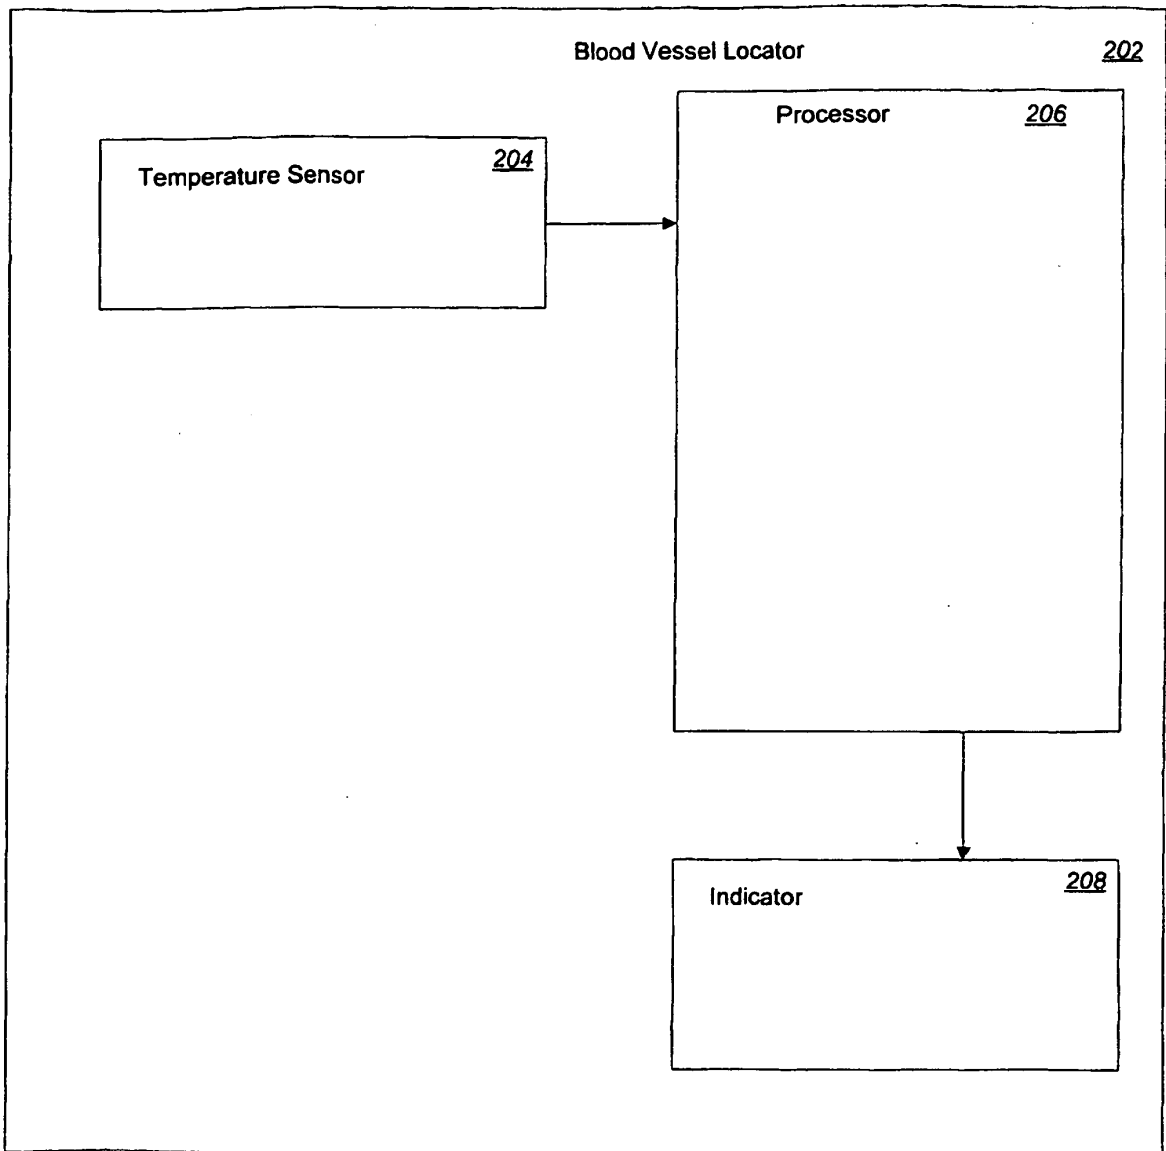 Blood Vessel Locator 202
Processor 206
Temperature Sensor 204
Indicator 208